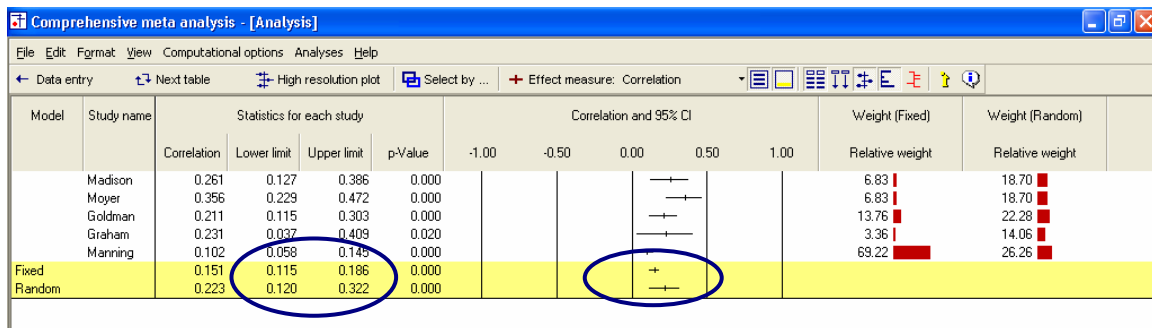 Comprehensive meta analysis - [Analysis]
File Edit Format View Computational options Analyses Help
← Data entry Next table High resolution plot Select by ... + Effect measure: Correlation
Model Study name Statistics for each study Correlation and 95% CI Weight (Fixed) Weight (Random)
Correlation Lower limit Upper limit p-Value -1.00 -0.50 0.00 0.50 1.00 Relative weight Relative weight
Madison 0.261 0.127 0.386 0.000 6.83 18.70
Moyer 0.356 0.229 0.472 0.000 6.83 18.70
Goldman 0.211 0.115 0.303 0.000 13.76 22.28
Graham 0.231 0.037 0.409 0.020 3.36 14.06
Manning 0.102 0.058 0.145 0.000 69.22 26.26
Fixed 0.151 0.115 0.186 0.000
Random 0.223 0.120 0.322 0.000